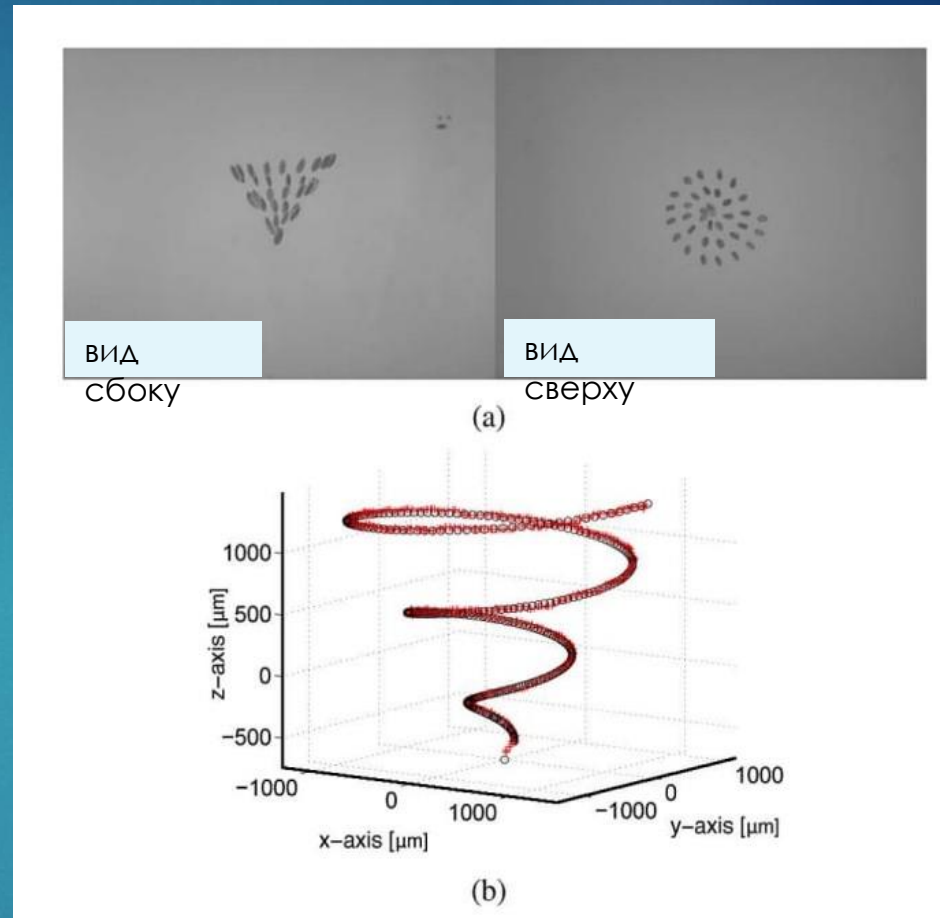 вид
сбоку
вид
сверху
(a)
1000
500
0
−500
z−axis [µm]
−1000
0
1000
x−axis [µm]
−1000
0
1000
y−axis [µm]
(b)